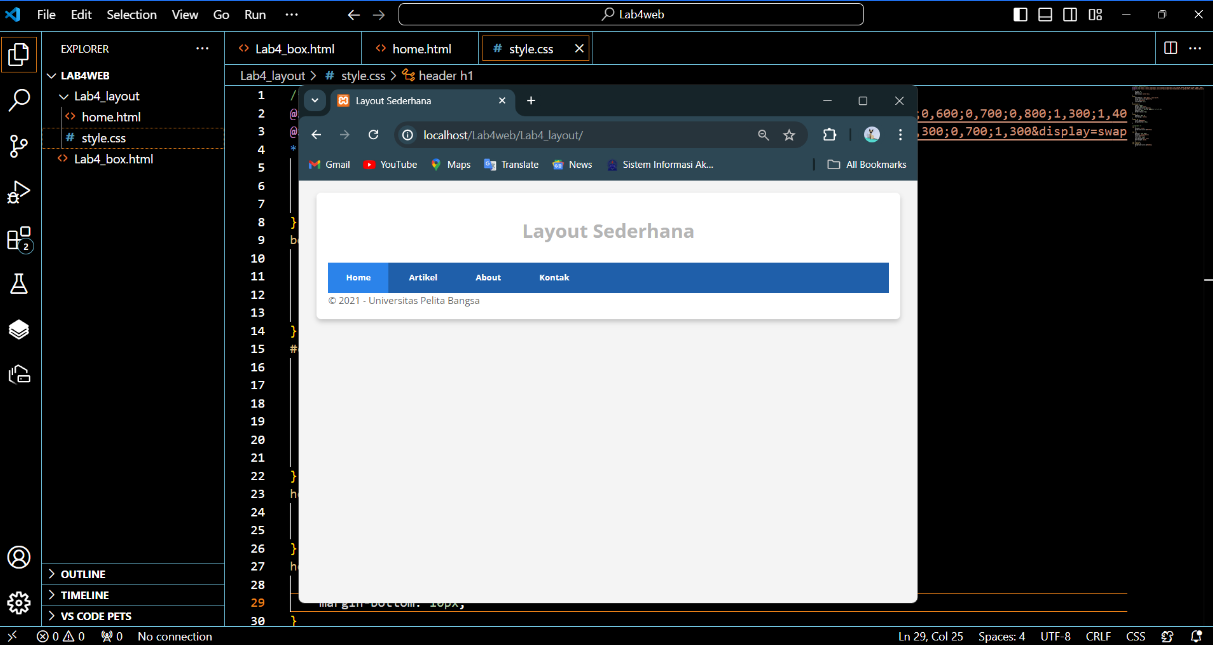 File Edit Selection View Go Run ··· Lab4web
EXPLORER ···
LAB4WEB
Lab4_layout
home.html
style.css
Lab4_box.html
OUTLINE
TIMELINE
VS CODE PETS
2
Lab4_box.html home.html style.css
Lab4_layout > style.css > header h1
1 /
2 @
;0,600;0,700;0,800;1,300;1,40
3 @
,300;0,700;1,300&display=swap
4 *
5
6
7
8 }
9 b
10
11
12
13
14 }
15 #
16
17
18
19
20
21
22 }
23 h
24
25
26 }
27 h
28
29 margin-bottom: 10px;
30 }
Layout Sederhana
localhost/Lab4web/Lab4_layout/
Gmail YouTube Maps Translate News Sistem Informasi Ak... All Bookmarks
Layout Sederhana
Home Artikel About Kontak
© 2021 - Universitas Pelita Bangsa
0 0 0 No connection Ln 29, Col 25 Spaces: 4 UTF-8 CRLF CSS